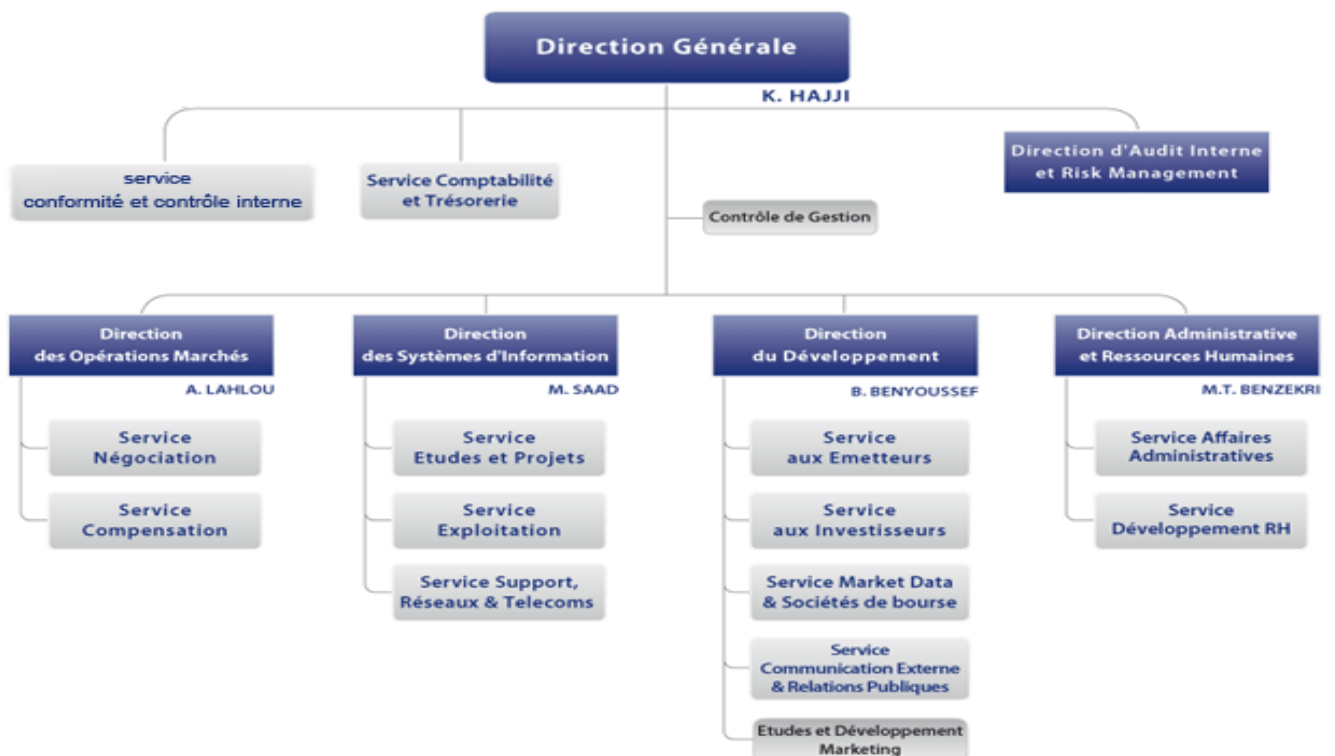 Direction Générale
K. HAJJI
service
conformité et contrôle interne
Service Comptabilité
et Trésorerie
Direction d'Audit Interne
et Risk Management
Contrôle de Gestion
Direction
des Opérations Marchés
A. LAHLOU
Service
Négociation
Service
Compensation
Direction
des Systèmes d'Information
M. SAAD
Service
Etudes et Projets
Service
Exploitation
Service Support,
Réseaux & Telecoms
Direction
du Développement
B. BENYOUSSEF
Service
aux Emetteurs
Service
aux Investisseurs
Service Market Data
& Sociétés de bourse
Service
Communication Externe
& Relations Publiques
Etudes et Développement
Marketing
Direction Administrative
et Ressources Humaines
M.T. BENZEKRI
Service Affaires
Administratives
Service
Développement RH